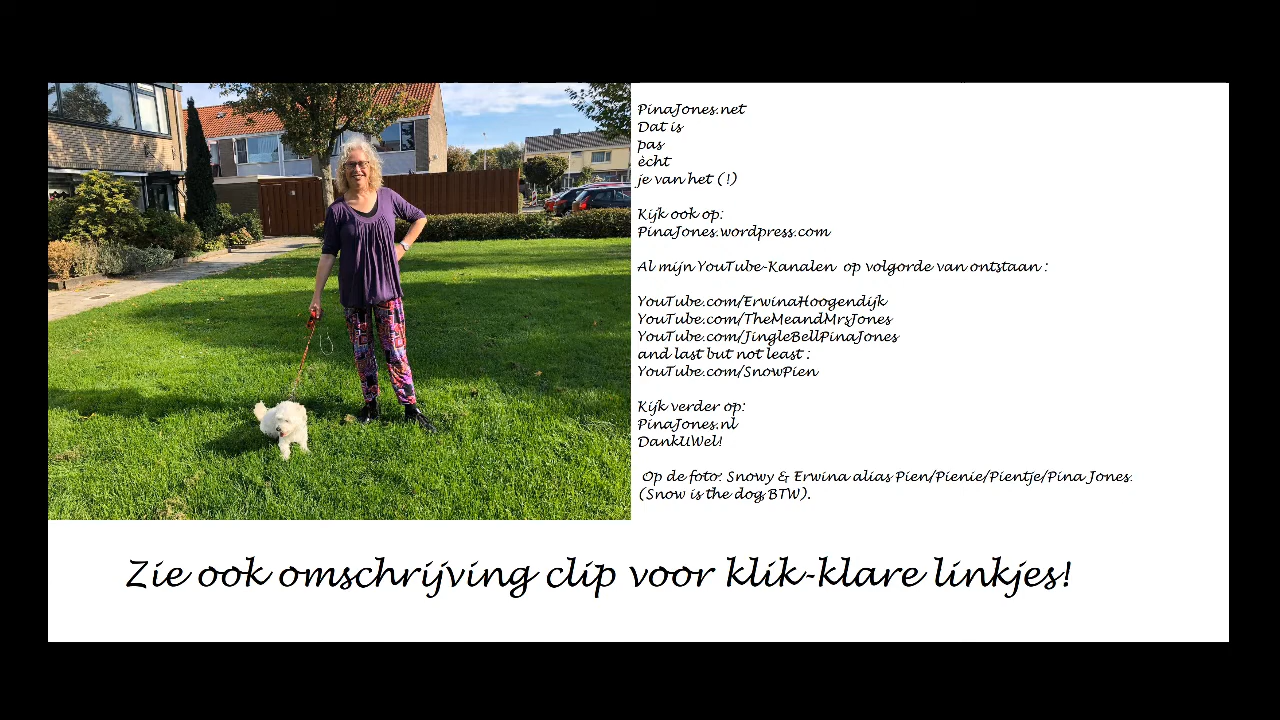 PinaJones.net
Dat is
pas
ècht
je van het (!)
Kijk ook op:
PinaJones.wordpress.com
Al mijn YouTube-Kanalen op volgorde van ontstaan :
YouTube.com/ErwinaHoogendijk
YouTube.com/TheMeandMrsJones
YouTube.com/JingleBellPinaJones
and last but not least :
YouTube.com/SnowPien
Kijk verder op:
PinaJones.nl
DankUWel!
Op de foto: Snowy & Erwina alias Pien/Pienie/Pientje/Pina Jones.
(Snow is the dog BTW).
Zie ook omschrijving clip voor klik-klare linkjes!